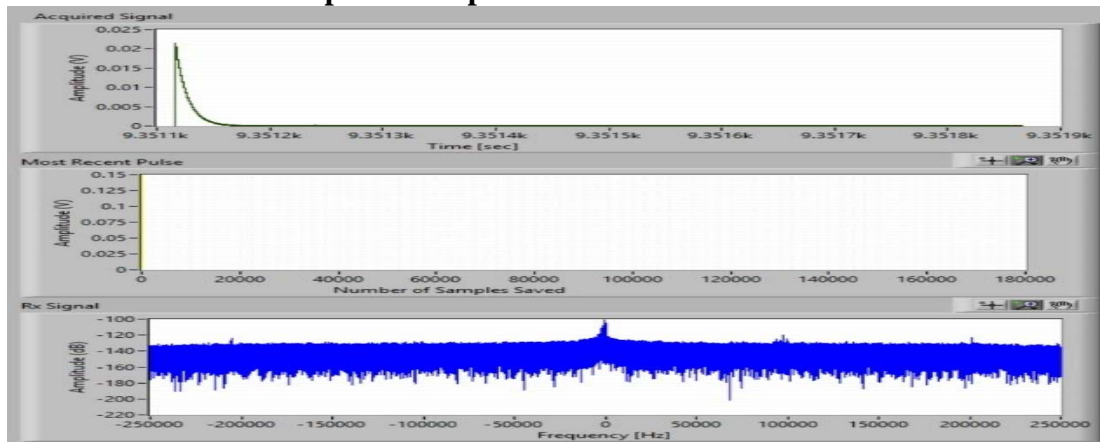 Acquired Signal
0.025
0.02
0.015
0.01
0.005
0
Amplitude (V)
9.3511k 9.3512k 9.3513k 9.3514k 9.3515k 9.3516k 9.3517k 9.3518k 9.3519k
Time [sec]
Most Recent Pulse
0.15
0.125
0.1
0.075
0.05
0.025
0
Amplitude (V)
0 20000 40000 60000 80000 100000 120000 140000 160000 180000
Number of Samples Saved
Rx Signal
-100
-120
-140
-160
-180
-200
-220
Amplitude (dB)
-250000 -200000 -150000 -100000 -50000 0 50000 100000 150000 200000 250000
Frequency [Hz]